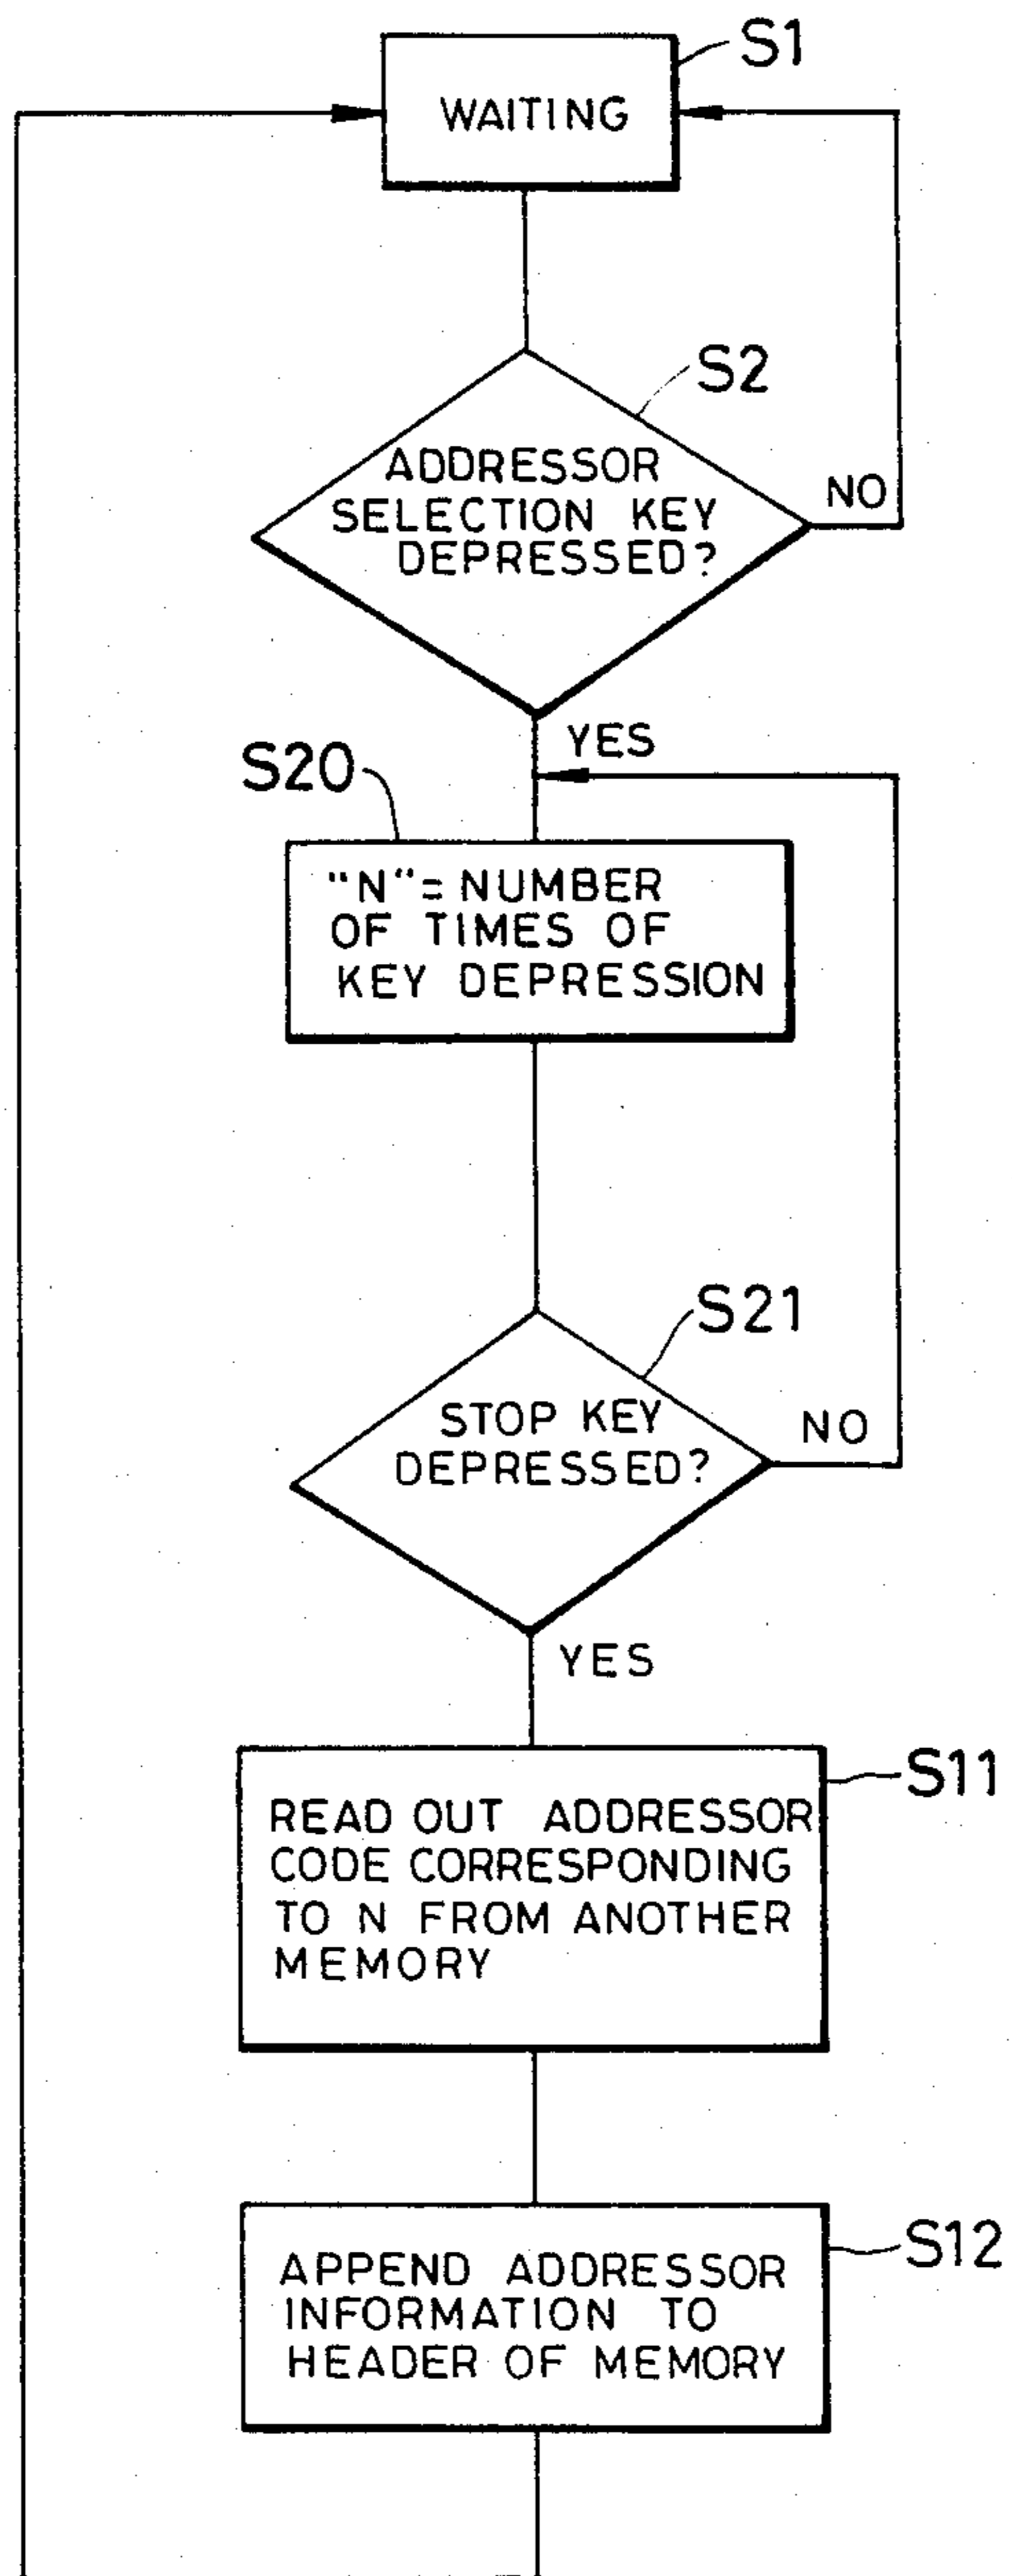 S1
WAITING
S2
ADDRESSOR
SELECTION KEY
DEPRESSED?
NO
YES
S20
"N"= NUMBER
OF TIMES OF
KEY DEPRESSION
S21
STOP KEY
DEPRESSED?
NO
YES
S11
READ OUT ADDRESSOR
CODE CORRESPONDING
TO N FROM ANOTHER
MEMORY
S12
APPEND ADDRESSOR
INFORMATION TO
HEADER OF MEMORY